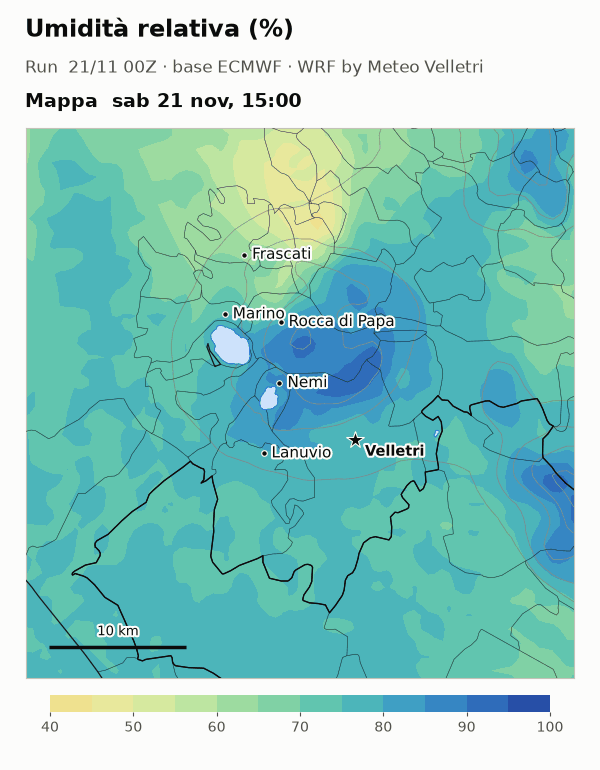 Umidità relativa (%)
Run  21/11 00Z · base ECMWF · WRF by Meteo Velletri
Mappa  sab 21 nov, 15:00
Frascati
Marino
Rocca di Papa
Nemi
Velletri
Lanuvio
10 km
40 50 60 70 80 90 100